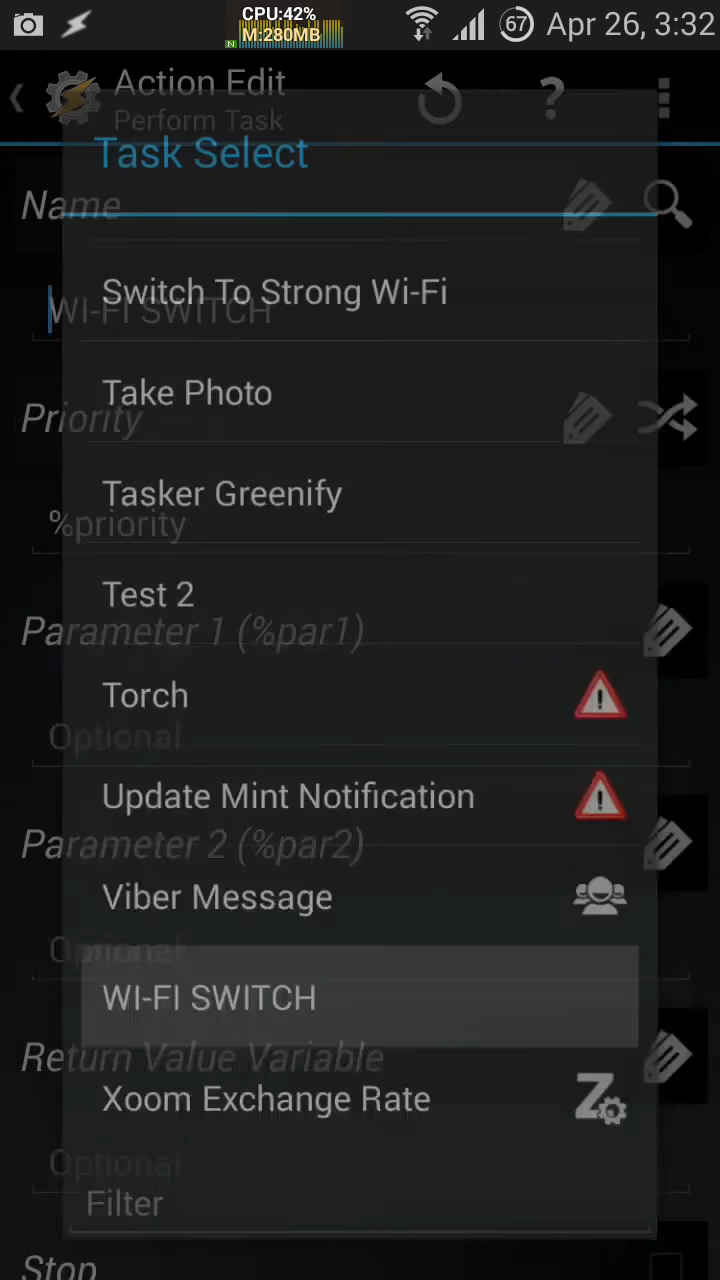 CPU:42%
M:280MB
N
67
Apr 26, 3:32
Action Edit
Perform Task
Task Select
Name
Switch To Strong Wi-Fi
WI-FI SWITCH
Take Photo
Priority
Tasker Greenify
%priority
Test 2
Parameter 1 (%par1)
Torch
Optional
Update Mint Notification
Parameter 2 (%par2)
Viber Message
Optional
WI-FI SWITCH
Return Value Variable
Xoom Exchange Rate
Optional
Filter
Stop